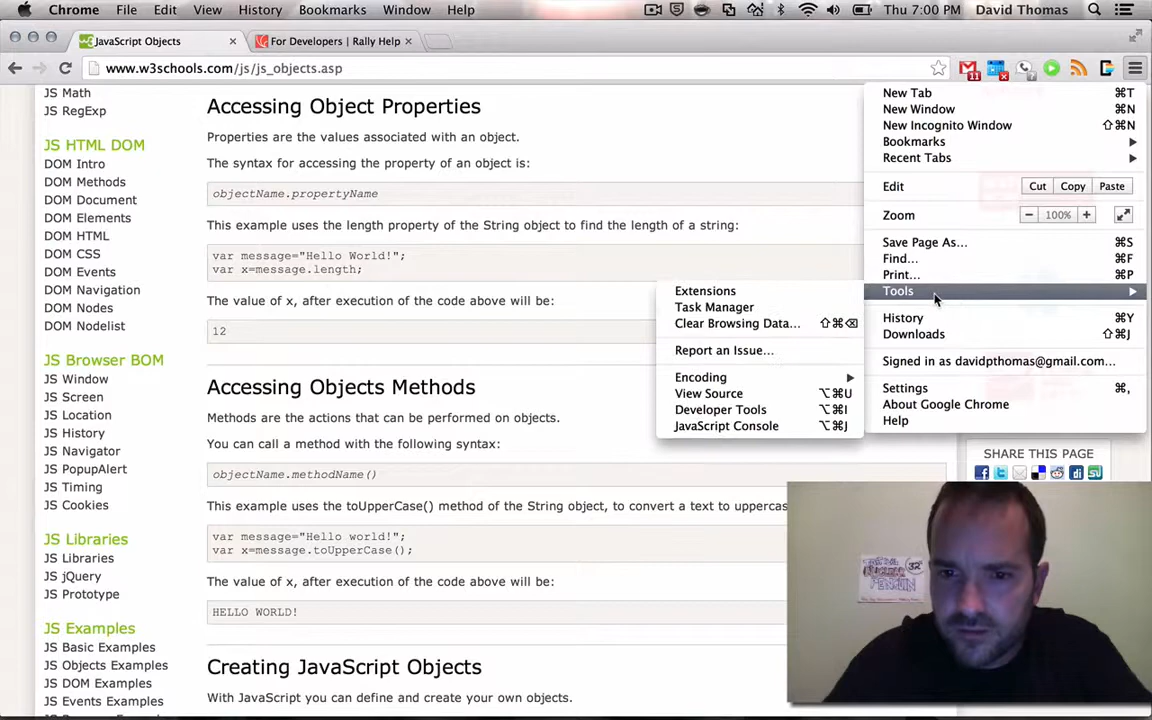 Chrome File Edit View History Bookmarks Window Help Thu 7:00 PM David Thomas
JavaScript Objects
For Developers | Rally Help
www.w3schools.com/js/js_objects.asp
11
JS Math
JS RegExp
JS HTML DOM
DOM Intro
DOM Methods
DOM Document
DOM Elements
DOM HTML
DOM CSS
DOM Events
DOM Navigation
DOM Nodes
DOM Nodelist
JS Browser BOM
JS Window
JS Screen
JS Location
JS History
JS Navigator
JS PopupAlert
JS Timing
JS Cookies
JS Libraries
JS Libraries
JS jQuery
JS Prototype
JS Examples
JS Basic Examples
JS Objects Examples
JS DOM Examples
JS Events Examples
Accessing Object Properties
Properties are the values associated with an object.
The syntax for accessing the property of an object is:
objectName.propertyName
This example uses the length property of the String object to find the length of a string:
var message="Hello World!";
var x=message.length;
The value of x, after execution of the code above will be:
12
Accessing Objects Methods
Methods are the actions that can be performed on objects.
You can call a method with the following syntax:
objectName.methodName()
This example uses the toUpperCase() method of the String object, to convert a text to uppercas
var message="Hello world!";
var x=message.toUpperCase();
The value of x, after execution of the code above will be:
HELLO WORLD!
Creating JavaScript Objects
With JavaScript you can define and create your own objects.
New Tab ⌘T
New Window ⌘N
New Incognito Window ⇧⌘N
Bookmarks
Recent Tabs
Edit Cut Copy Paste
Zoom − 100% +
Save Page As... ⌘S
Find... ⌘F
Print... ⌘P
Tools
History ⌘Y
Downloads ⇧⌘J
Signed in as davidpthomas@gmail.com...
Settings ⌘,
About Google Chrome
Help
Extensions
Task Manager
Clear Browsing Data... ⇧⌘⌫
Report an Issue...
Encoding
View Source ⌥⌘U
Developer Tools ⌥⌘I
JavaScript Console ⌥⌘J
SHARE THIS PAGE
32
PENGUIN